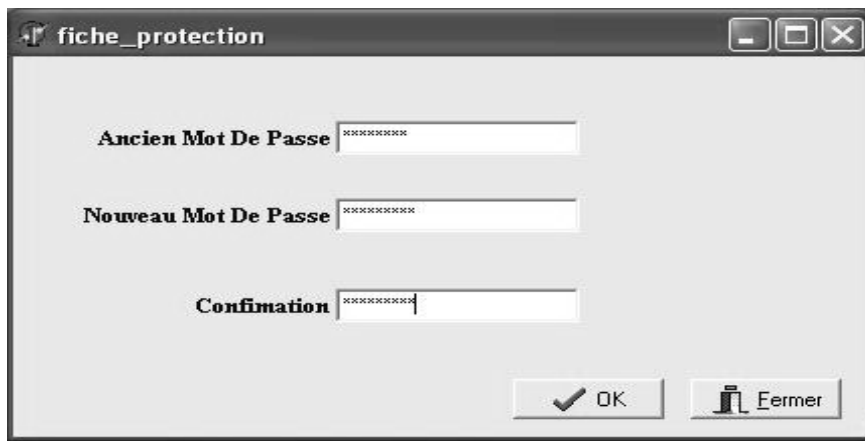 fiche_protection
Ancien Mot De Passe ********
Nouveau Mot De Passe *********
Confimation *********
OK Fermer